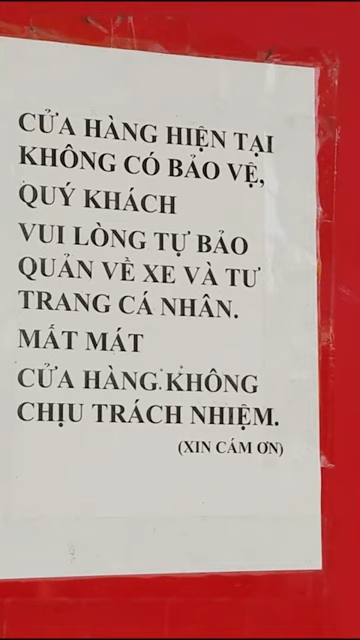 CỬA HÀNG HIỆN TẠI
KHÔNG CÓ BẢO VỆ,
QUÝ KHÁCH
VUI LÒNG TỰ BẢO
QUẢN VỀ XE VÀ TƯ
TRANG CÁ NHÂN.
MẤT MÁT
CỬA HÀNG KHÔNG
CHỊU TRÁCH NHIỆM.
(XIN CÁM ƠN)